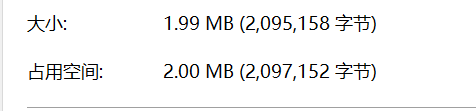 大小: 1.99 MB (2,095,158 字节)
占用空间: 2.00 MB (2,097,152 字节)